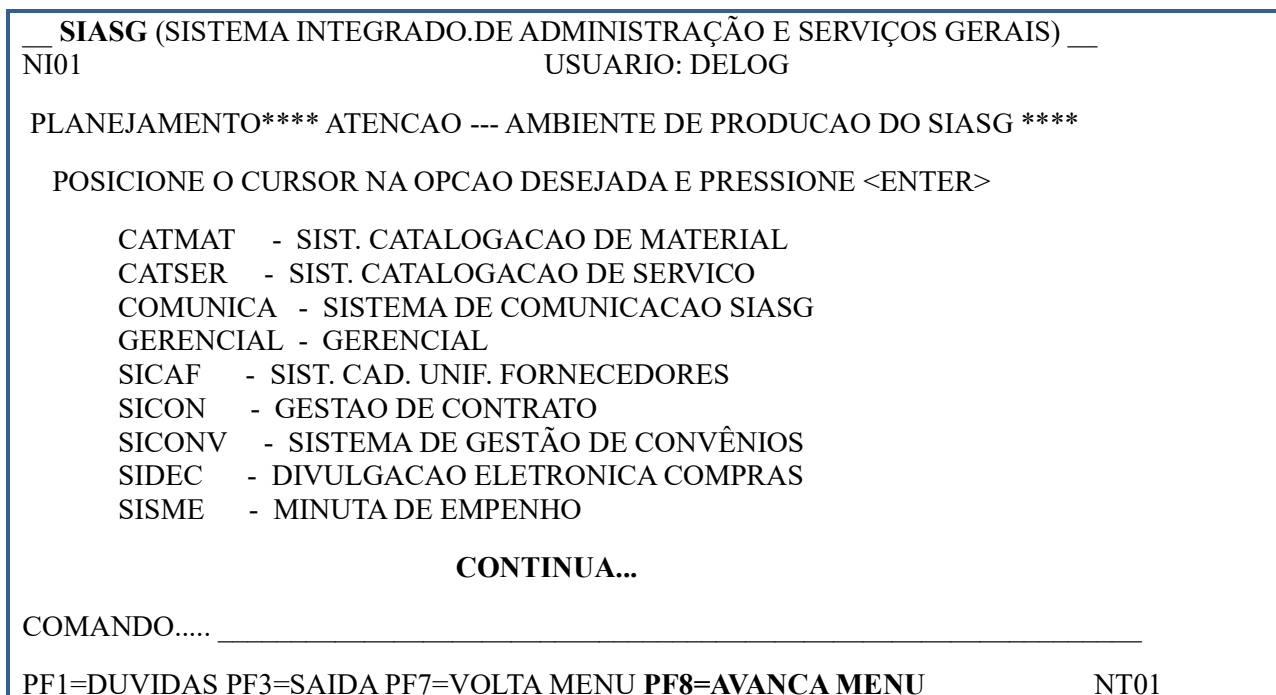 __ SIASG (SISTEMA INTEGRADO.DE ADMINISTRAÇÃO E SERVIÇOS GERAIS) __
NI01 USUARIO: DELOG
PLANEJAMENTO**** ATENCAO --- AMBIENTE DE PRODUCAO DO SIASG ****
POSICIONE O CURSOR NA OPCAO DESEJADA E PRESSIONE <ENTER>
CATMAT - SIST. CATALOGACAO DE MATERIAL
CATSER - SIST. CATALOGACAO DE SERVICO
COMUNICA - SISTEMA DE COMUNICACAO SIASG
GERENCIAL - GERENCIAL
SICAF - SIST. CAD. UNIF. FORNECEDORES
SICON - GESTAO DE CONTRATO
SICONV - SISTEMA DE GESTÃO DE CONVÊNIOS
SIDEC - DIVULGACAO ELETRONICA COMPRAS
SISME - MINUTA DE EMPENHO
CONTINUA...
COMANDO..... ______________________________________________________________
PF1=DUVIDAS PF3=SAIDA PF7=VOLTA MENU PF8=AVANCA MENU NT01